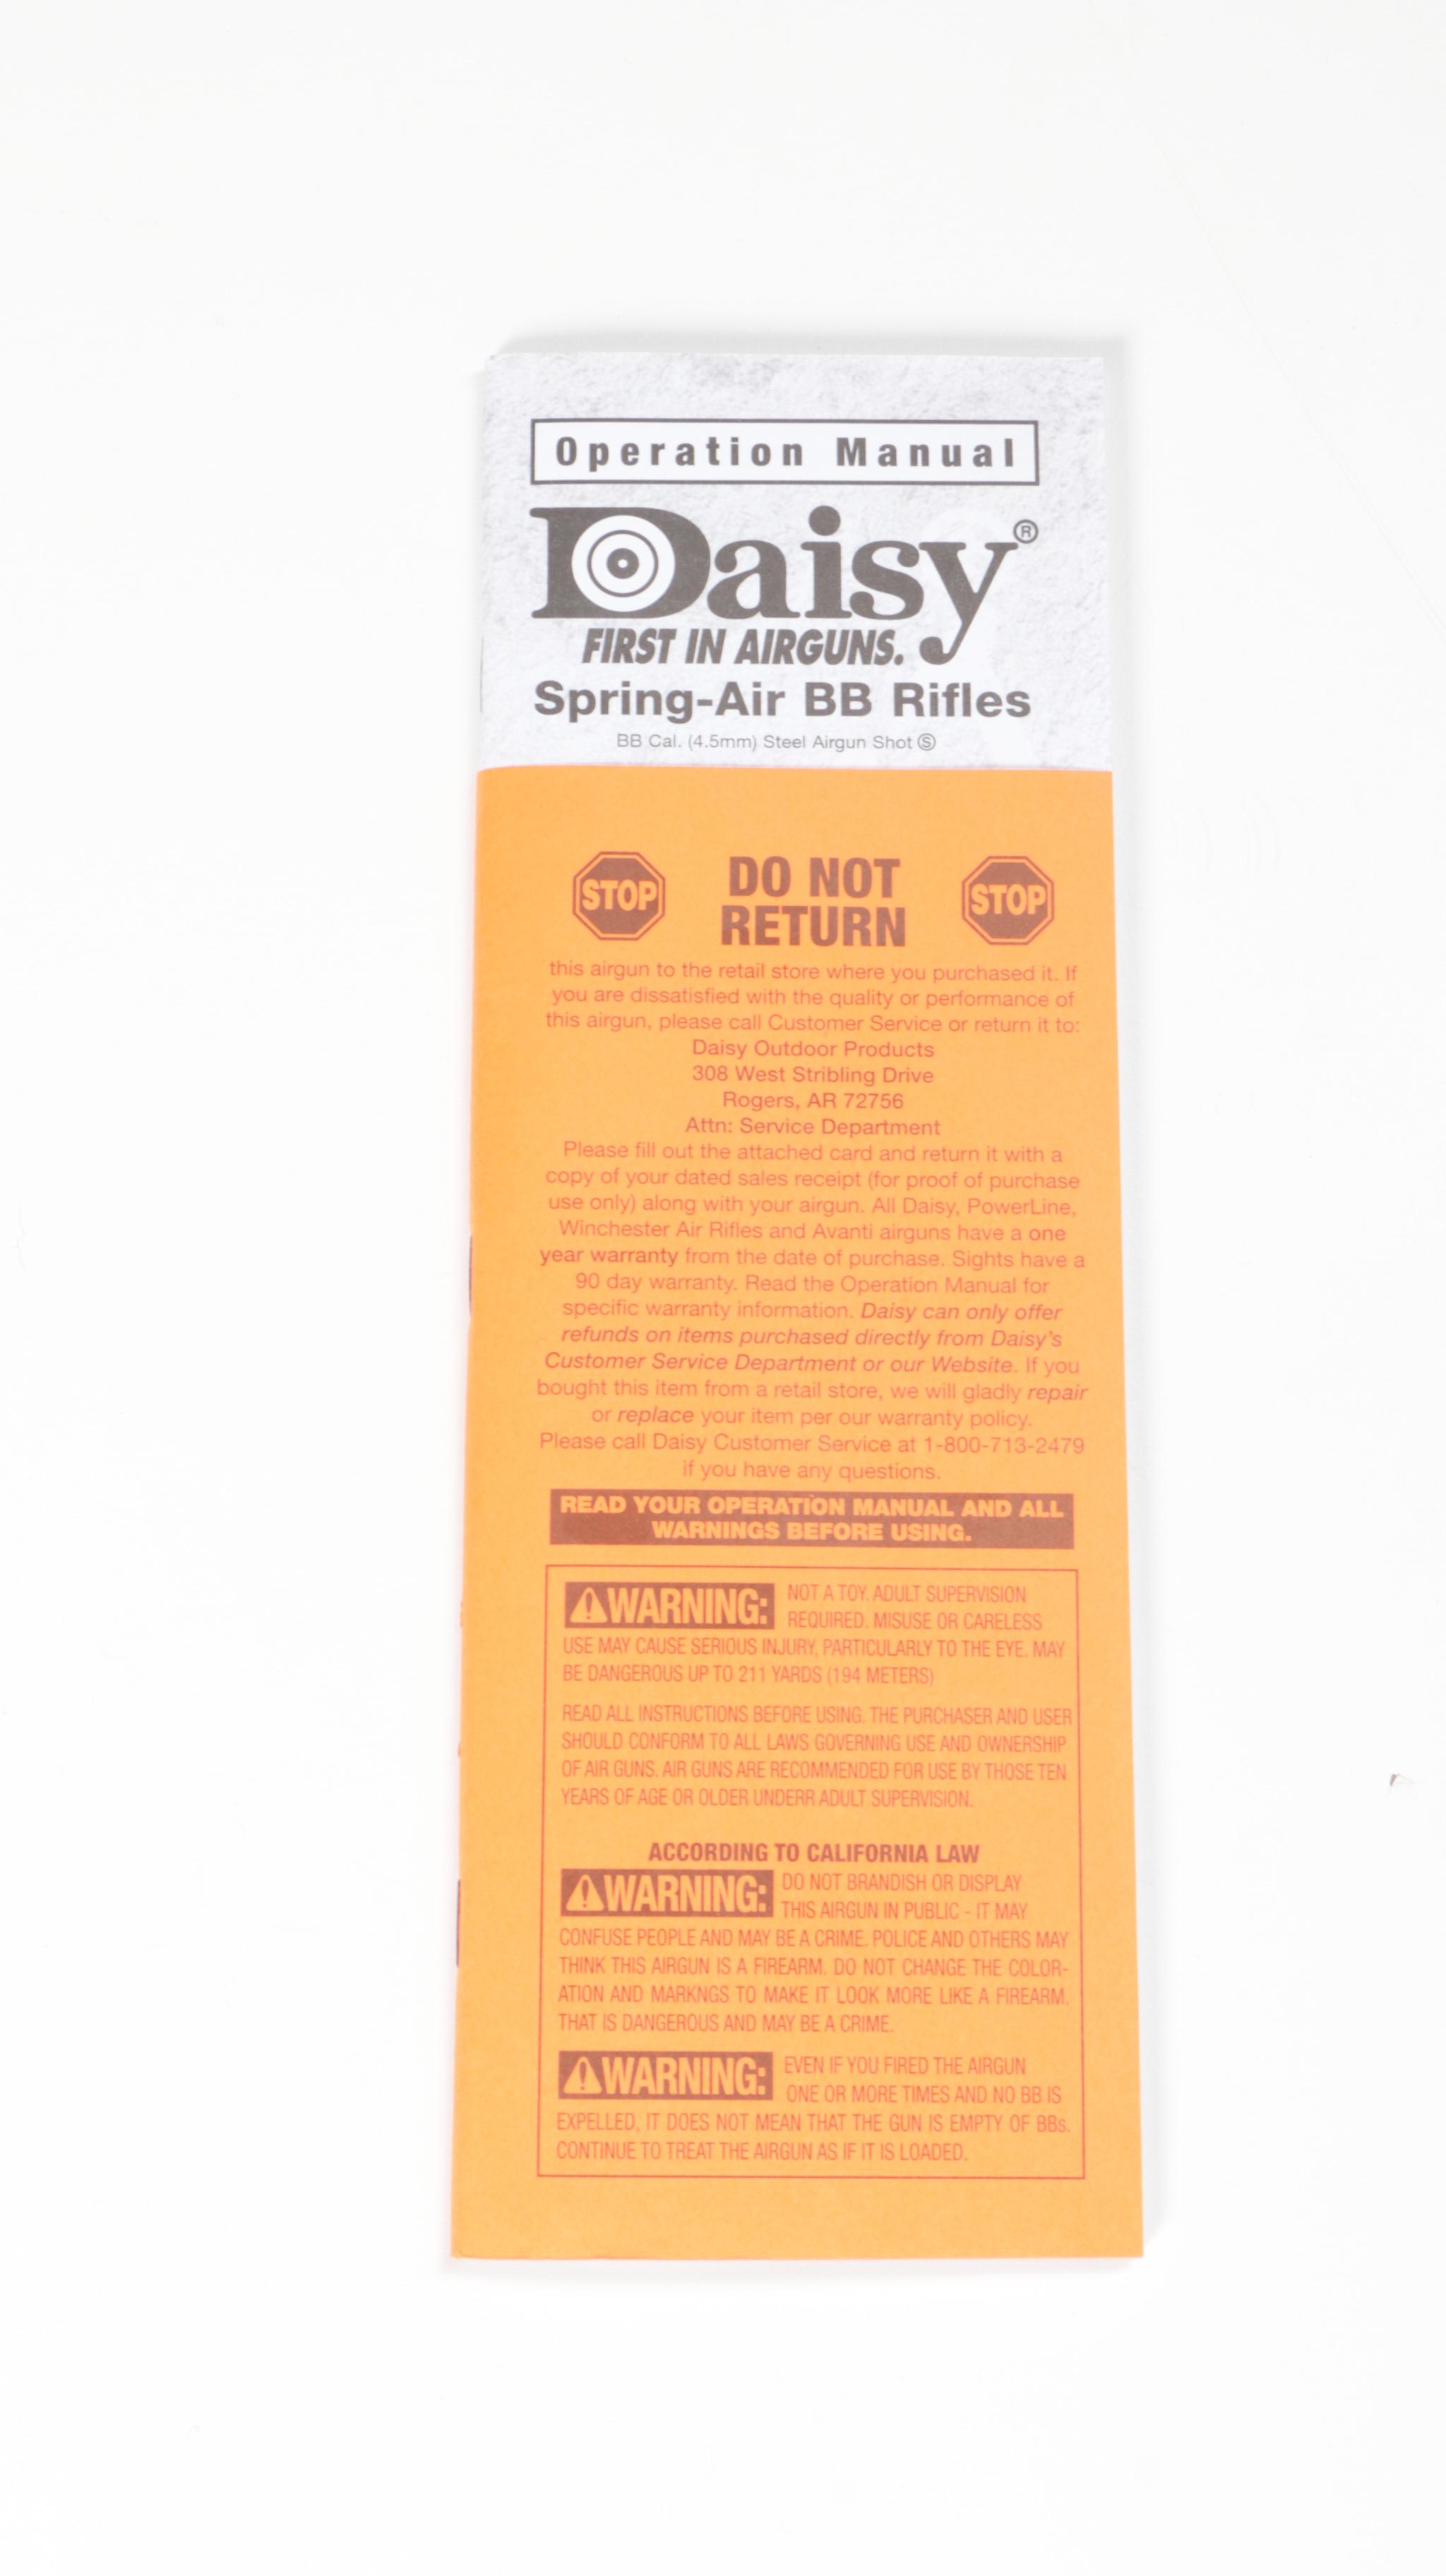 Operation Manual
Daisy®
FIRST IN AIRGUNS.
Spring-Air BB Rifles
BB Cal. (4.5mm) Steel Airgun Shot Ⓢ
STOP DO NOT STOP
RETURN
this airgun to the retail store where you purchased it. If
you are dissatisfied with the quality or performance of
this airgun, please call Customer Service or return it to:
Daisy Outdoor Products
308 West Stribling Drive
Rogers, AR 72756
Attn: Service Department
Please fill out the attached card and return it with a
copy of your dated sales receipt (for proof of purchase
use only) along with your airgun. All Daisy, PowerLine,
Winchester Air Rifles and Avanti airguns have a one
year warranty from the date of purchase. Sights have a
90 day warranty. Read the Operation Manual for
specific warranty information. Daisy can only offer
refunds on items purchased directly from Daisy's
Customer Service Department or our Website. If you
bought this item from a retail store, we will gladly repair
or replace your item per our warranty policy.
Please call Daisy Customer Service at 1-800-713-2479
if you have any questions.
READ YOUR OPERATION MANUAL AND ALL
WARNINGS BEFORE USING.
⚠WARNING: NOT A TOY. ADULT SUPERVISION
REQUIRED. MISUSE OR CARELESS
USE MAY CAUSE SERIOUS INJURY, PARTICULARLY TO THE EYE. MAY
BE DANGEROUS UP TO 211 YARDS (194 METERS)
READ ALL INSTRUCTIONS BEFORE USING. THE PURCHASER AND USER
SHOULD CONFORM TO ALL LAWS GOVERNING USE AND OWNERSHIP
OF AIR GUNS. AIR GUNS ARE RECOMMENDED FOR USE BY THOSE TEN
YEARS OF AGE OR OLDER UNDERR ADULT SUPERVISION.
ACCORDING TO CALIFORNIA LAW
⚠WARNING: DO NOT BRANDISH OR DISPLAY
THIS AIRGUN IN PUBLIC - IT MAY
CONFUSE PEOPLE AND MAY BE A CRIME. POLICE AND OTHERS MAY
THINK THIS AIRGUN IS A FIREARM. DO NOT CHANGE THE COLOR-
ATION AND MARKNGS TO MAKE IT LOOK MORE LIKE A FIREARM.
THAT IS DANGEROUS AND MAY BE A CRIME.
⚠WARNING: EVEN IF YOU FIRED THE AIRGUN
ONE OR MORE TIMES AND NO BB IS
EXPELLED, IT DOES NOT MEAN THAT THE GUN IS EMPTY OF BBs.
CONTINUE TO TREAT THE AIRGUN AS IF IT IS LOADED.